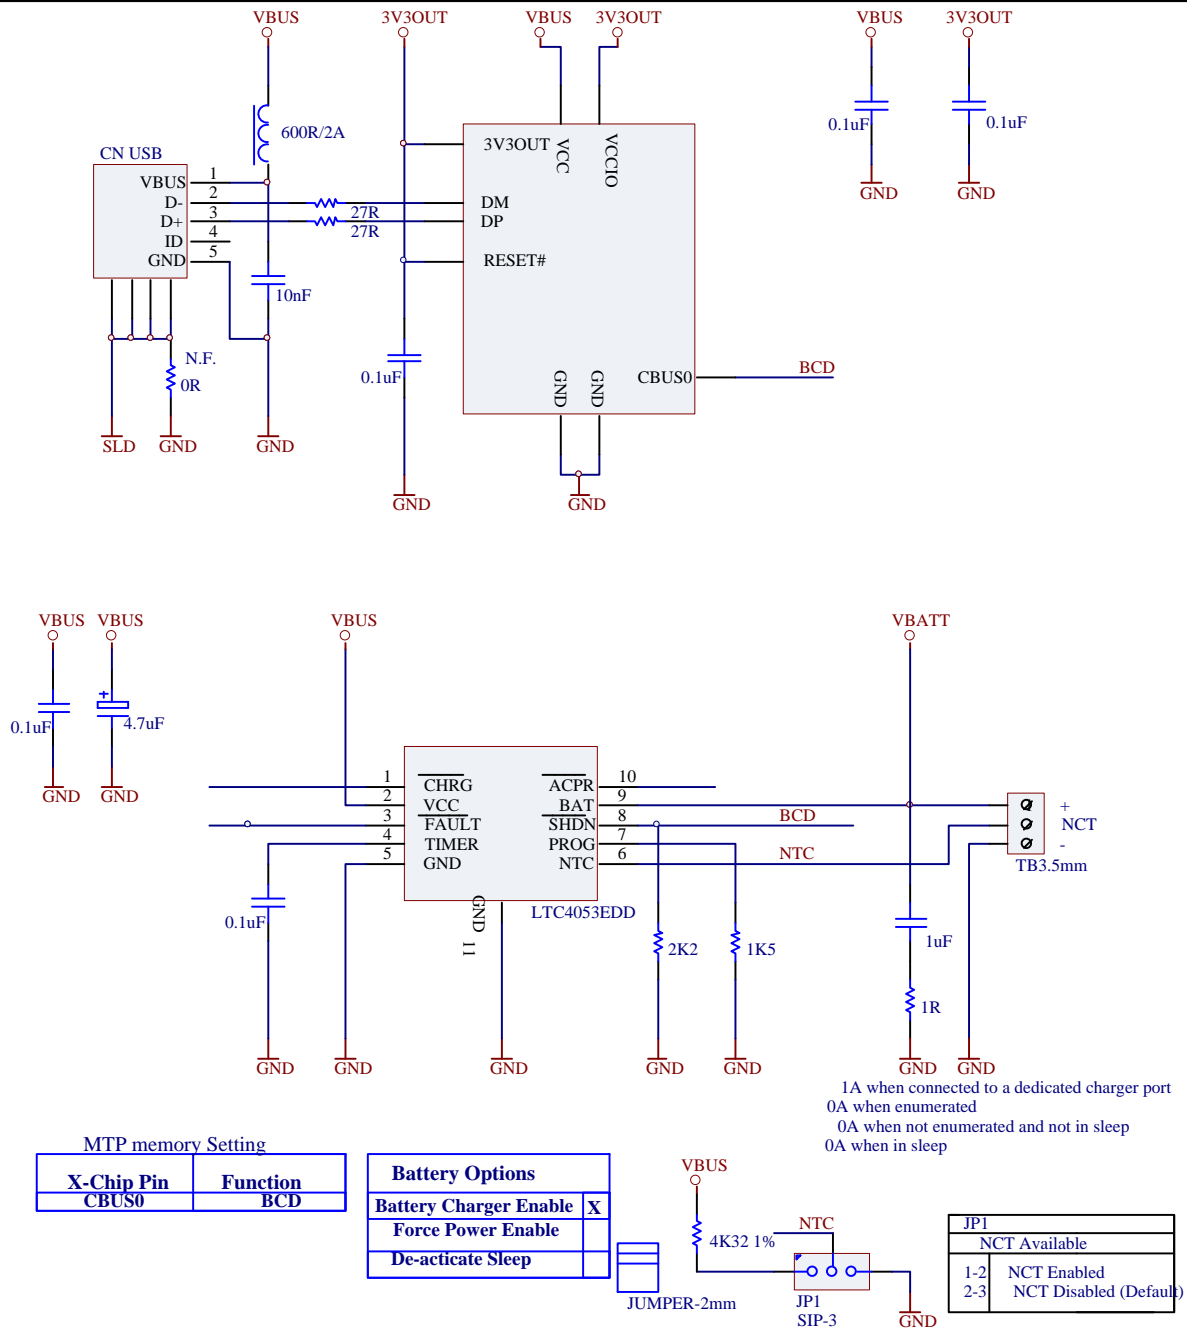 VBUS 3V3OUT VBUS 3V3OUT VBUS 3V3OUT
600R/2A
0.1uF 0.1uF
GND GND
CN USB
VBUS 1
D- 2
D+ 3
ID 4
GND 5
27R
27R
10nF
3V3OUT VCC VCCIO
DM
DP
RESET#
CBUS0 BCD
GND GND
0.1uF
N.F.
0R
SLD GND GND
GND GND
VBUS VBUS VBUS VBATT
0.1uF 4.7uF
GND GND
1 CHRG ACPR 10
2 VCC BAT 9
3 FAULT SHDN 8 BCD
4 TIMER PROG 7
5 GND NTC 6 NTC
GND 11
LTC4053EDD
+
NCT
-
TB3.5mm
0.1uF
2K2 1K5
1uF
1R
GND GND GND GND GND GND GND
1A when connected to a dedicated charger port
0A when enumerated
0A when not enumerated and not in sleep
0A when in sleep
MTP memory Setting
X-Chip Pin Function
CBUS0 BCD
Battery Options
Battery Charger Enable X
Force Power Enable
De-acticate Sleep
JUMPER-2mm
VBUS
4K32 1%
NTC
JP1
SIP-3
GND
JP1
NCT Available
1-2 NCT Enabled
2-3 NCT Disabled (Default)